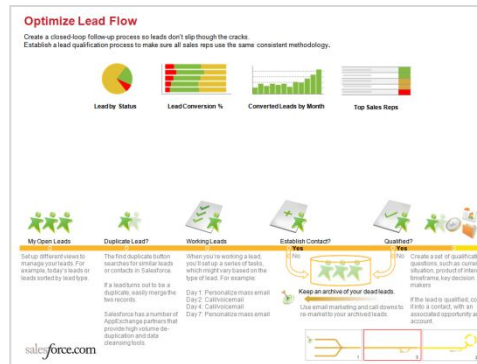 Optimize Lead Flow
Create a closed-loop follow-up process so leads don't slip though the cracks.
Establish a lead qualification process to make sure all sales reps use the same consistent methodology.
Lead by Status
Lead Conversion %
Converted Leads by Month
Top Sales Reps
My Open Leads
Duplicate Lead?
Working Leads
Establish Contact?
Qualified?
Yes
Yes
No
No
Set up different views to
manage your leads. For
example, today's leads or
leads sorted by lead type.
The find duplicate button
searches for similar leads
or contacts in Salesforce.
If a lead turns out to be a
duplicate, easily merge the
two records
Salesforce has a number of
AppExchange partners that
provide high volume de-
duplication and data
cleansing tools.
When you're working a lead,
you'll set up a series of tasks,
which might vary based on the
type of lead. For example:
Day 1: Personalize mass email
Day 2: Call/voicemail
Day 4: Call/voicemail
Day 7: Personalize mass email
Keep an archive of your dead leads.
Use email marketing and call downs to
re-market to your archived leads.
Create a set of qualificati
questions, such as curren
situation, product of inter
timeframe, key decision
makers
If the lead is qualified, co
it into a contact, with an
associated opportunity a
account.
salesforce.com
1